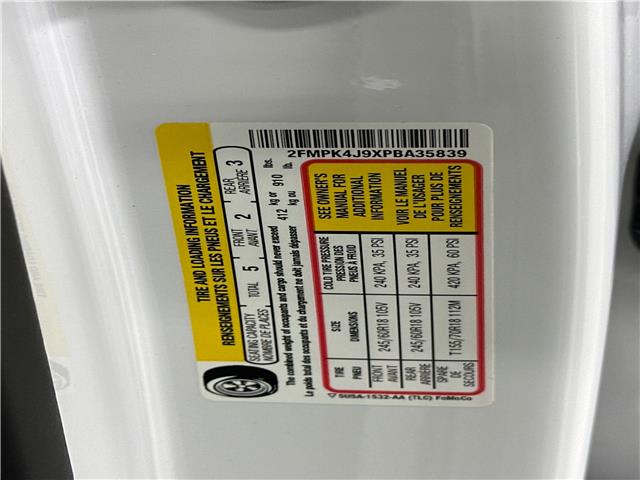 TIRE AND LOADING INFORMATION
RENSEIGNEMENTS SUR LES PNEUS ET LE CHARGEMENT
SEATING CAPACITY
NOMBRE DE PLACES
TOTAL 5
FRONT
AVANT
2
REAR
ARRIÈRE
3
The combined weight of occupants and cargo should never exceed
La poids total des occupants et du chargement ne doit jamais dépasser
412
kg or
kg ou
910
lbs.
lb.
2FMPK4J9XPBA35839
TIRE
PNEU
SIZE
DIMENSIONS
COLD TIRE PRESSURE
PRESSION DES
PNEUS À FROID
SEE OWNER'S
MANUAL FOR
ADDITIONAL
INFORMATION
FRONT
AVANT
245/60R18 105V
240 KPA, 35 PSI
REAR
ARRIÈRE
245/60R18 105V
240 KPA, 35 PSI
VOIR LE MANUEL
DE L'USAGER
POUR PLUS DE
RENSEIGNEMENTS
SPARE
DE
SECOURS
T155/70R18 112M
420 KPA, 60 PSI
5USA-1532-AA (TLC) FoMoCo